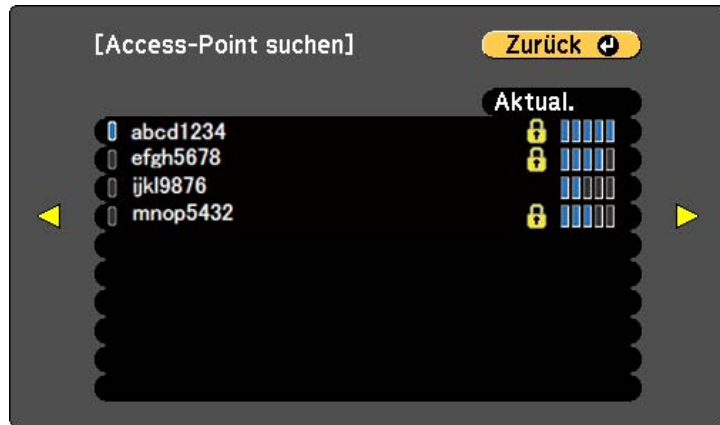 [Access-Point suchen]
Zurück
Aktual.
abcd1234
efgh5678
ijkl9876
mnop5432